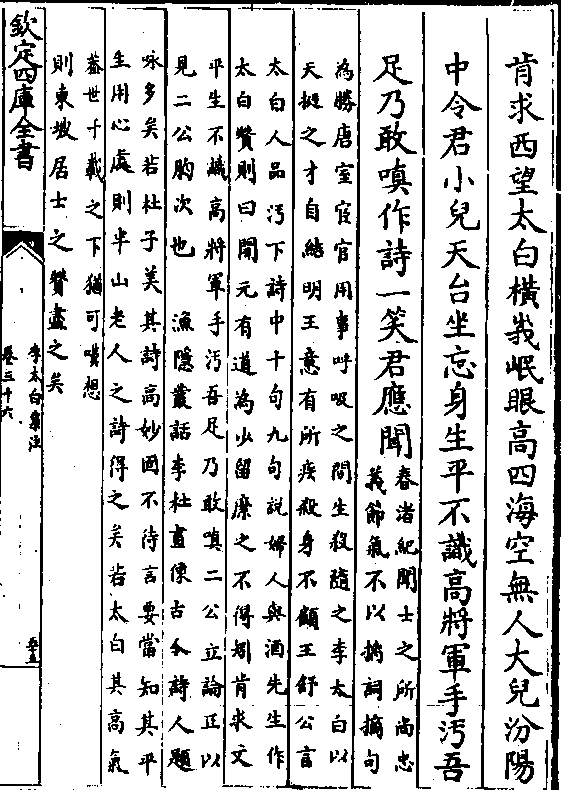 肯求西望太白橫峩岷眼高四海空無人大兒汾陽
中令君小兒天台坐忘身生平不識高將軍手汚吾
足乃敢嗔作詩一笑君應聞
春渚紀聞士之所尚忠
義節氣不以摛詞摘句
為勝唐室宦官用事呼吸之間生殺隨之李太白以
天挺之才自結明主意有所疾殺身不顧王舒公言
太白人品汚下詩中十句九句說婦人與酒先生作
太白贊則曰開元有道為少留縻之不得矧肯求文
平生不識高將軍手汚吾足乃敢嗔二公立論正以
見二公胸次也 漁隱叢話李杜畫像古今詩人題
咏多矣若杜子美其詩高妙固不待言要當知其平
生用心處則半山老人之詩得之矣若太白其高氣
葢世千載之下猶可嘆想
則東坡居士之贊盡之矣
欽定四庫全書
李太白集注
卷三十六